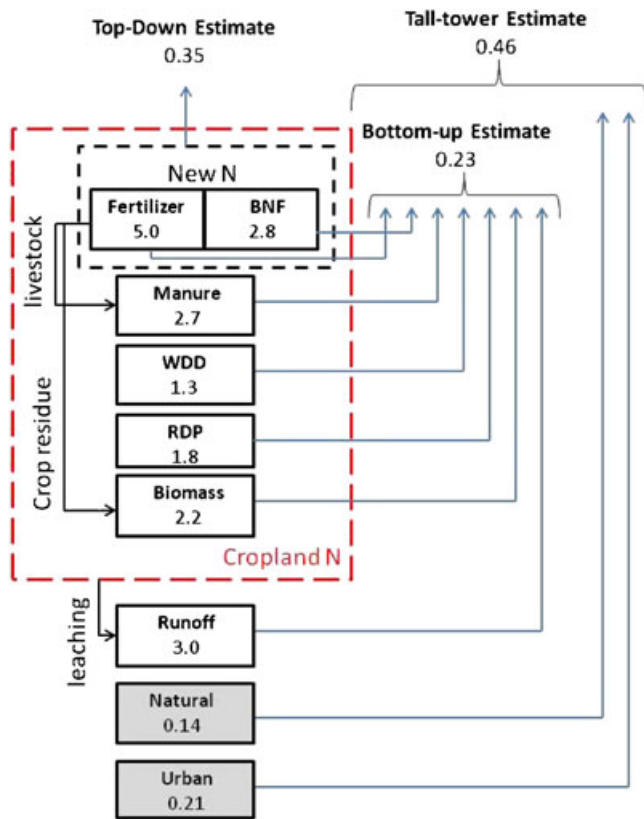 Top-Down Estimate
0.35
Tall-tower Estimate
0.46
Bottom-up Estimate
0.23
New N
Fertilizer
5.0
BNF
2.8
livestock
Manure
2.7
WDD
1.3
RDP
1.8
Crop residue
Biomass
2.2
Cropland N
leaching
Runoff
3.0
Natural
0.14
Urban
0.21